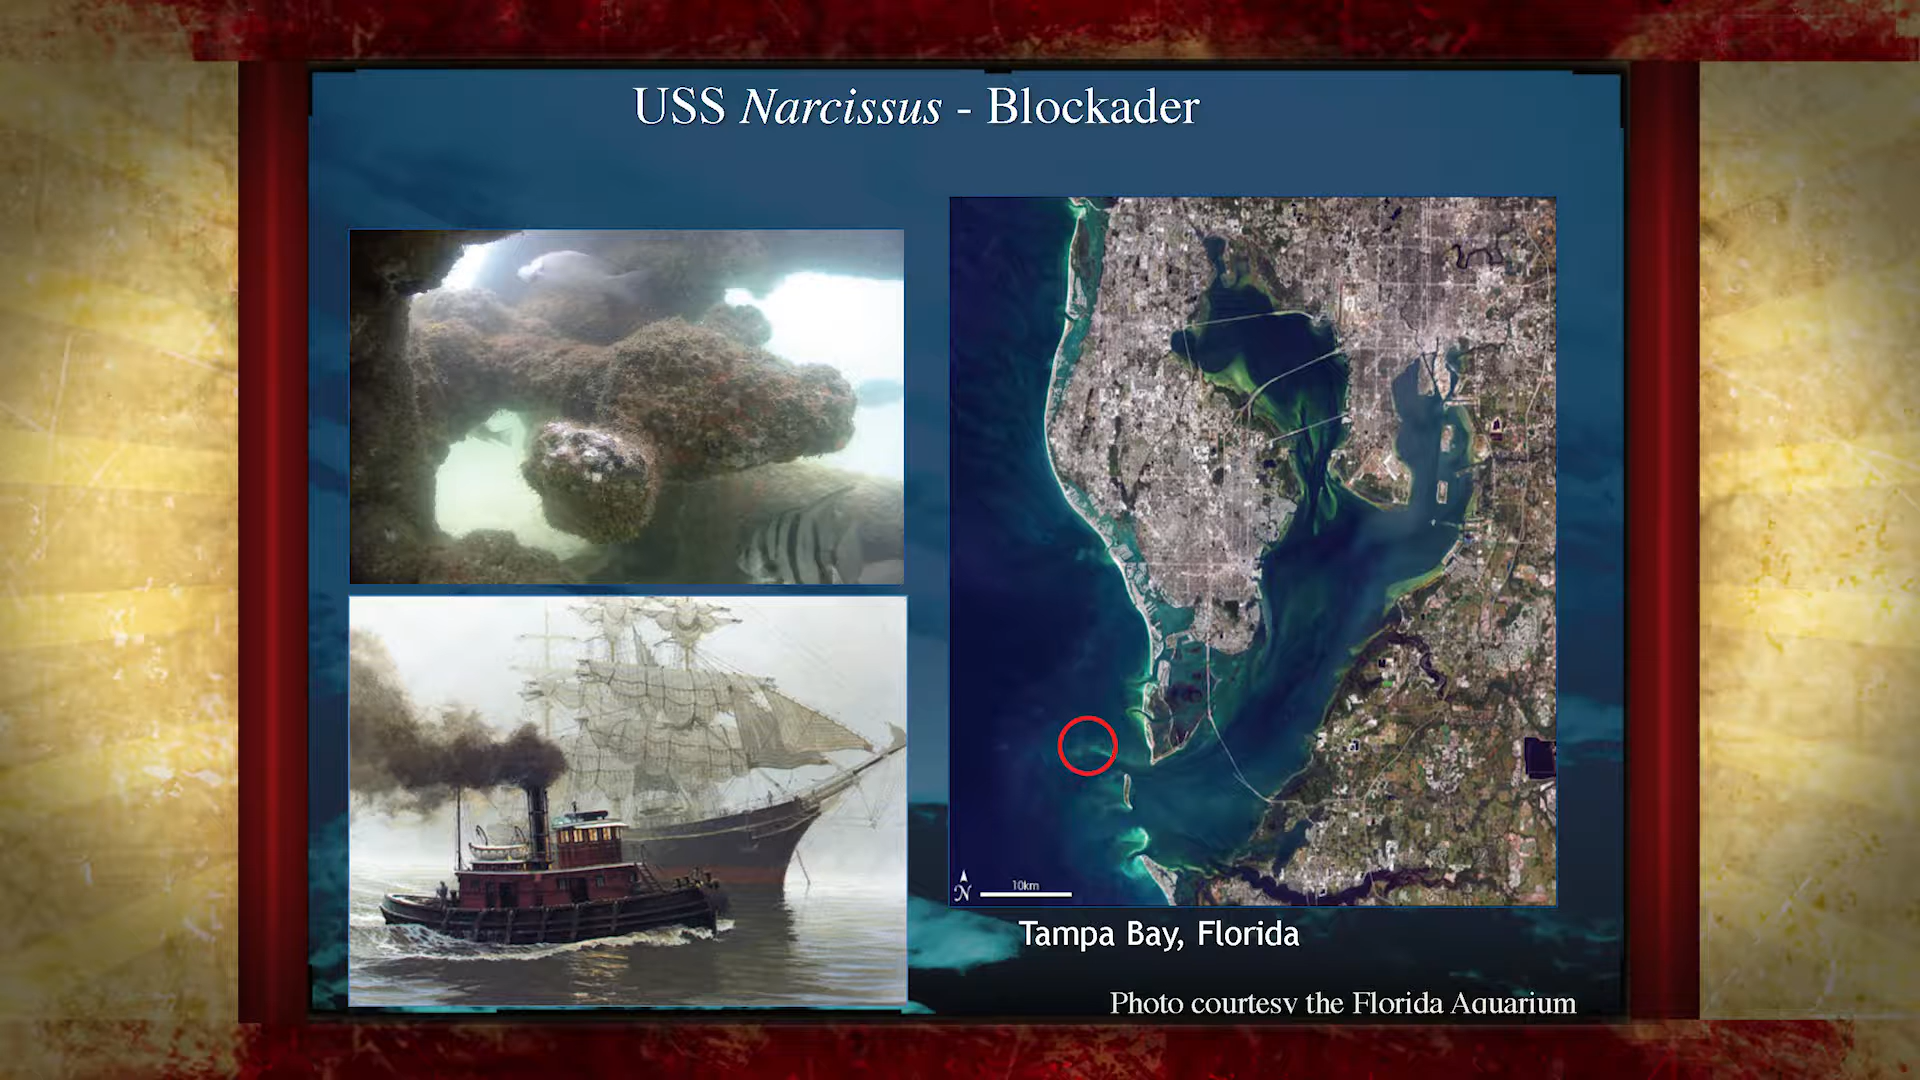 USS Narcissus - Blockader
N
10km
Tampa Bay, Florida
Photo courtesy the Florida Aquarium